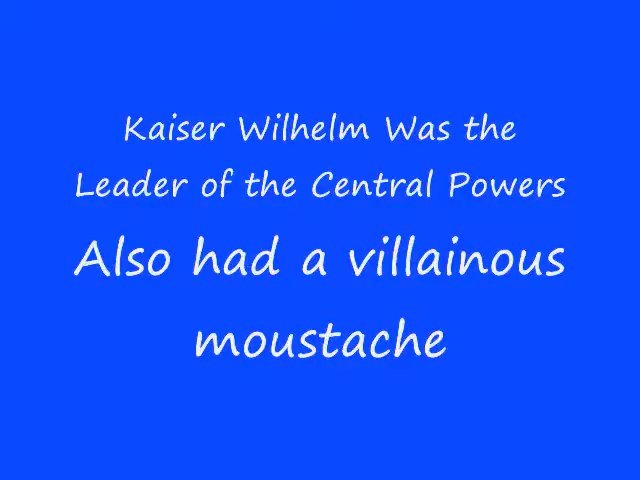 Kaiser Wilhelm Was the
Leader of the Central Powers
Also had a villainous
moustache